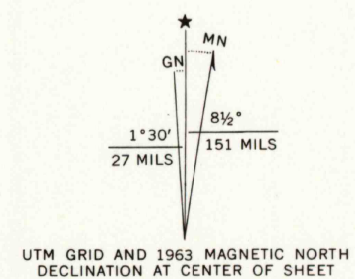 ★
MN
GN
8½°
1°30′
151 MILS
27 MILS
UTM GRID AND 1963 MAGNETIC NORTH
DECLINATION AT CENTER OF SHEET